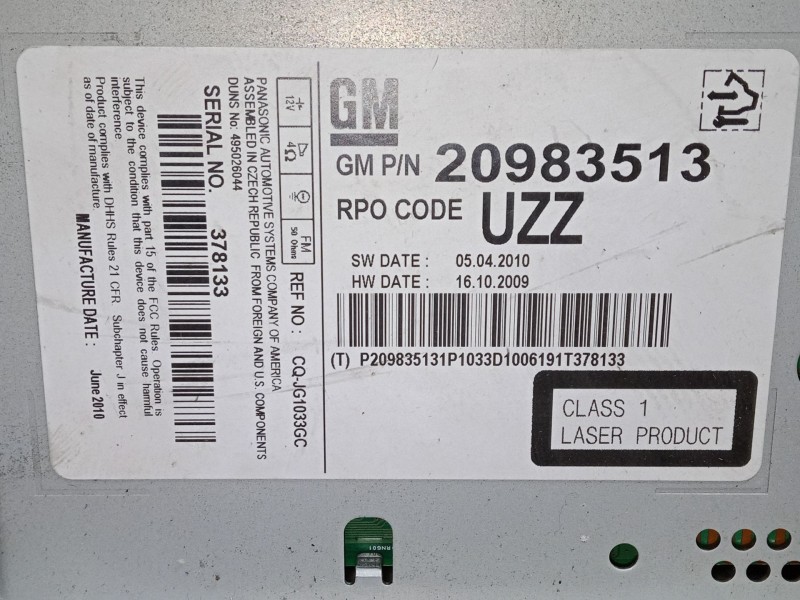 GM
GM P/N 20983513
RPO CODE UZZ
SW DATE : 05.04.2010
HW DATE : 16.10.2009
(T) P209835131P1033D1006191T378133
CLASS 1
LASER PRODUCT
12V
4Ω
FM
50 Ohms
REF NO : CQ-JG1033GC
PANASONIC AUTOMOTIVE SYSTEMS COMPANY OF AMERICA
ASSEMBLED IN CZECH REPUBLIC FROM FOREIGN AND U.S. COMPONENTS
DUNS No: 495026044
SERIAL NO. 378133
This device complies with part 15 of the FCC Rules Operation is
subject to the condition that this device does not cause harmful
interference.
Product complies with DHHS Rules 21 CFR, Subchapter J in effect
as of date of manufacture
MANUFACTURE DATE : June 2010